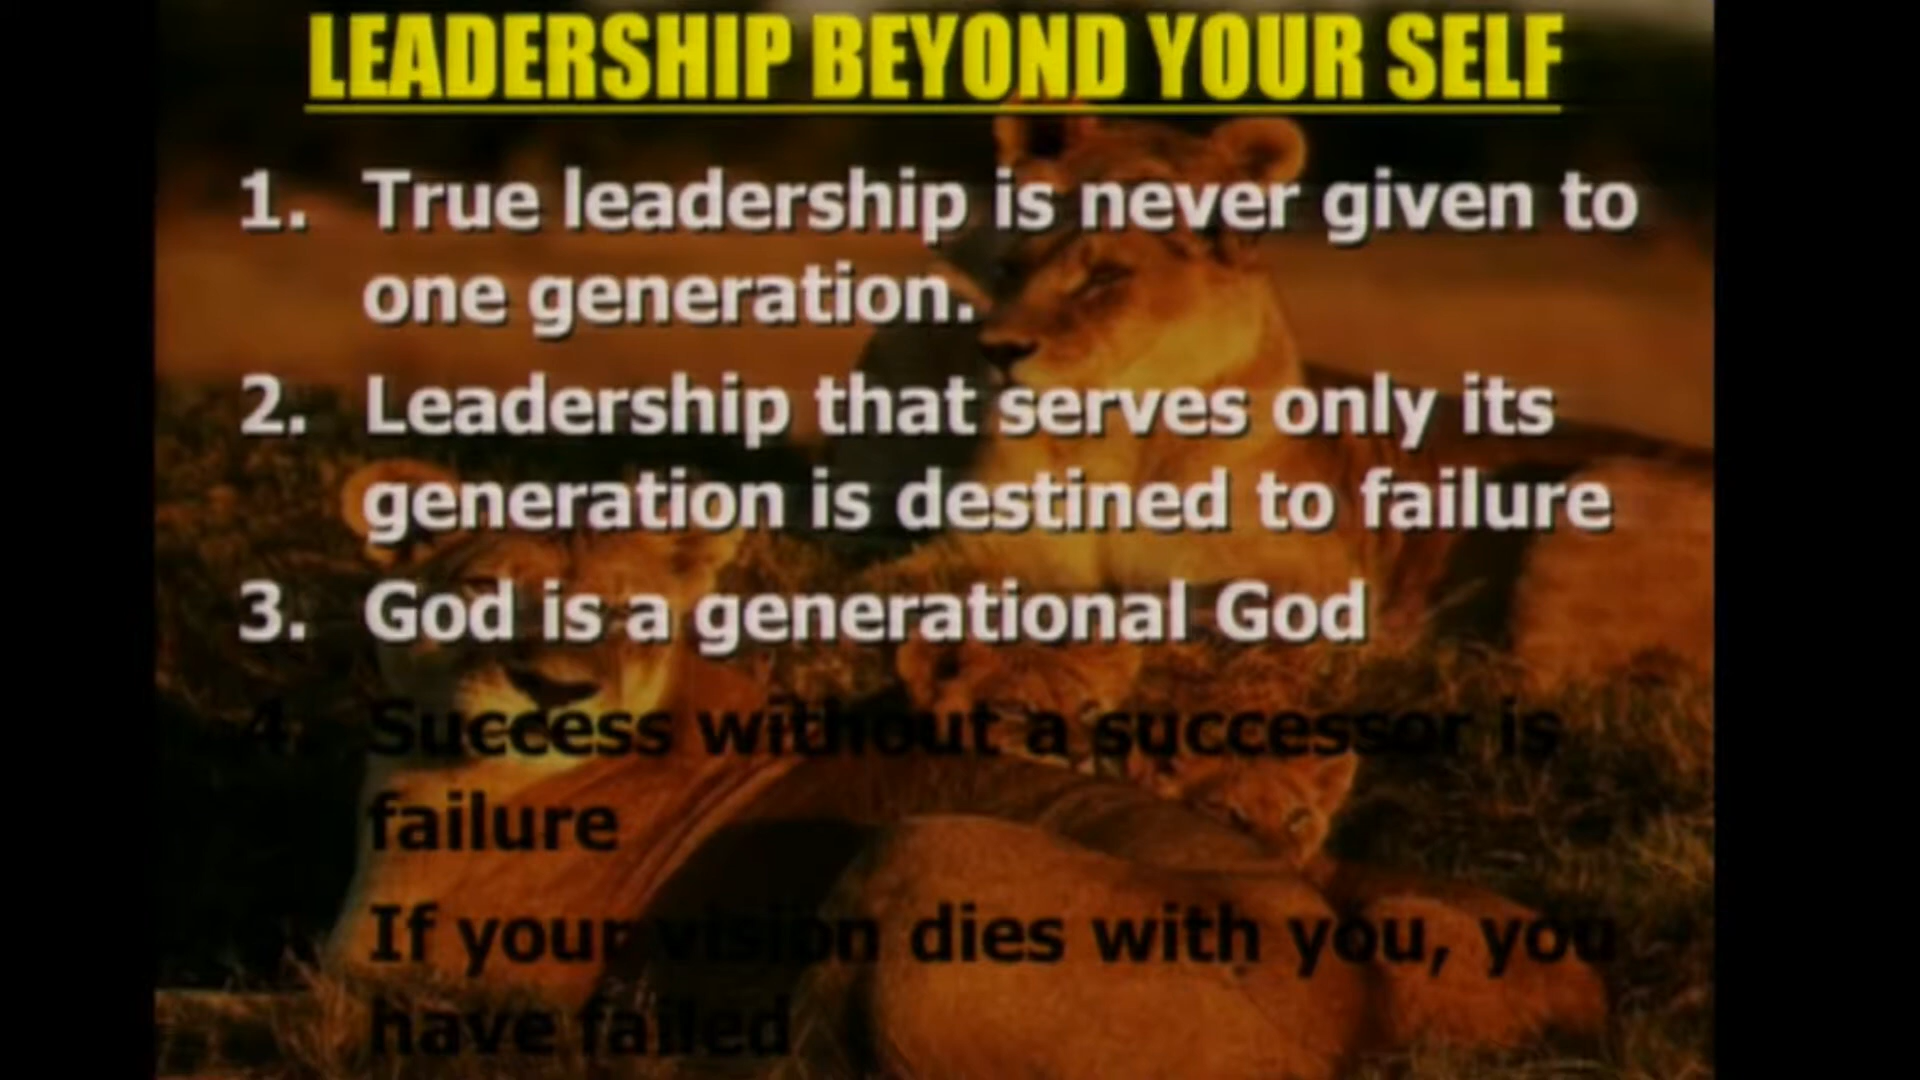 LEADERSHIP BEYOND YOUR SELF
1. True leadership is never given to
one generation.
2. Leadership that serves only its
generation is destined to failure
3. God is a generational God
4. Success without a successor is
failure
If your vision dies with you, you
have failed